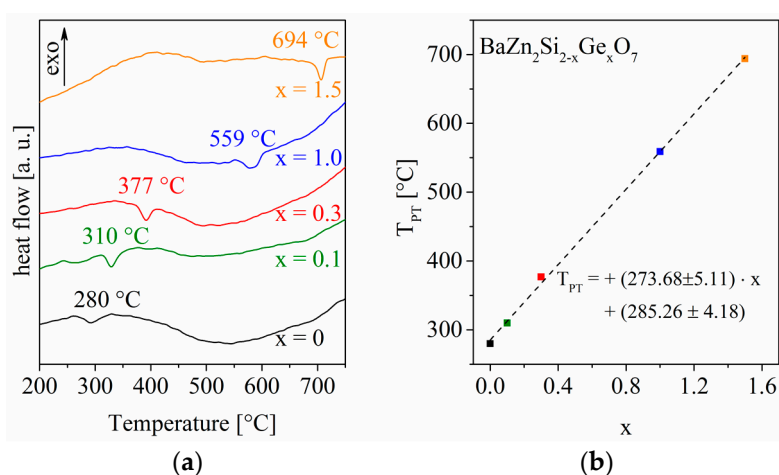 exo
heat flow [a. u.]
694 °C
x = 1.5
559 °C
x = 1.0
377 °C
x = 0.3
310 °C
x = 0.1
280 °C
x = 0
200 300 400 500 600 700
Temperature [°C]
(a)
BaZn₂Si₂₋ₓGeₓO₇
T_PT [°C]
700
600
500
400
300
T_PT = + (273.68±5.11) · x
+ (285.26 ± 4.18)
0.0 0.4 0.8 1.2 1.6
x
(b)